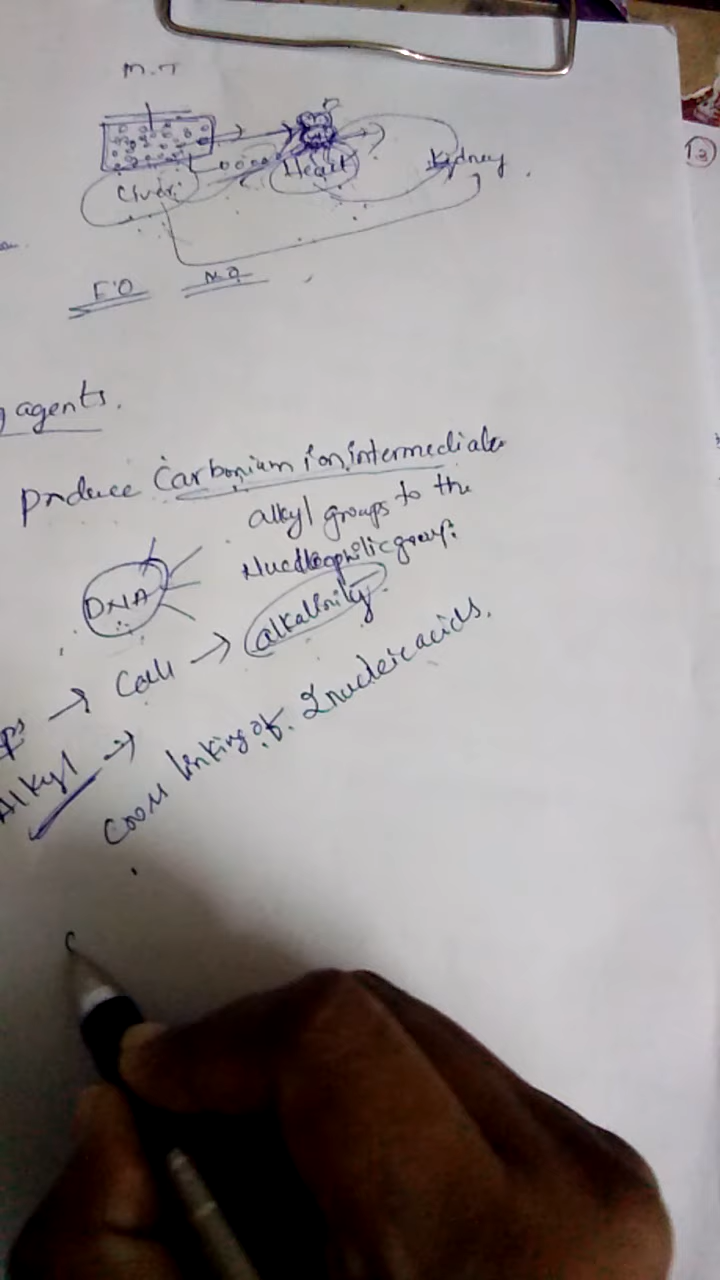 M.T
Liver
Heart
Kidney
13
F.O M.O
agents.
produce Carbonium ion intermediate
alkyl groups to the
Nucleophilic group.
DNA
→ Cell → alkalinity.
Alkyl →
Cross linking of 2 nucleic acids.